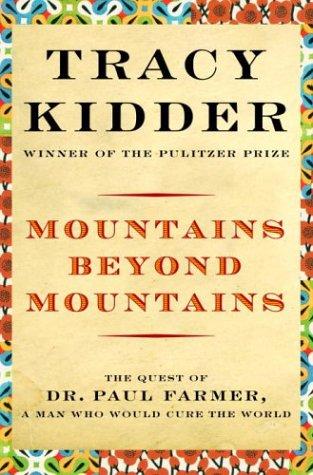 TRACY
KIDDER
WINNER OF THE PULITZER PRIZE
MOUNTAINS
BEYOND
MOUNTAINS
THE QUEST OF
DR. PAUL FARMER,
A MAN WHO WOULD CURE THE WORLD